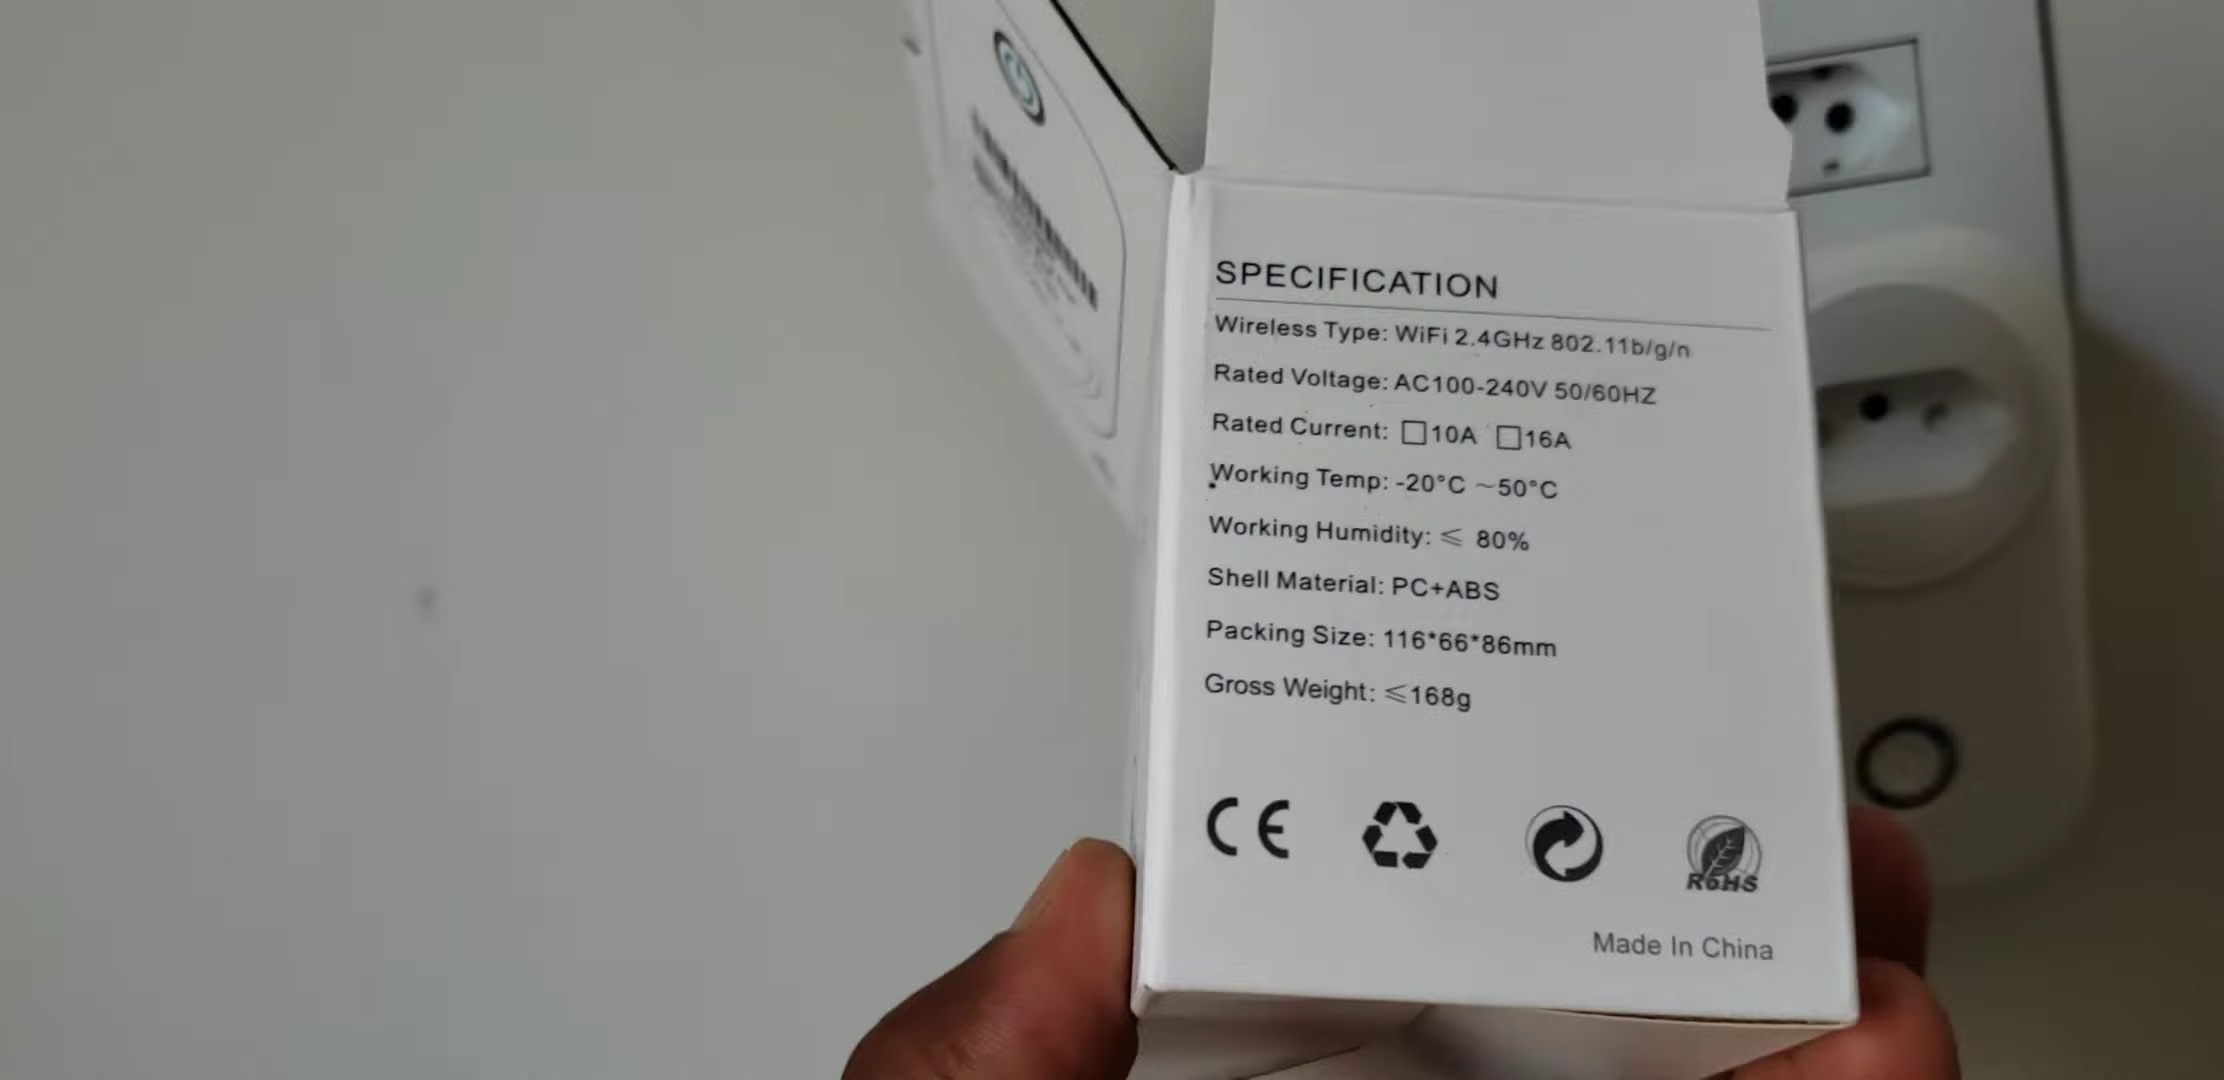 SPECIFICATION
Wireless Type: WiFi 2.4GHz 802.11b/g/n
Rated Voltage: AC100-240V 50/60HZ
Rated Current: □10A □16A
Working Temp: -20°C ~50°C
Working Humidity: ≤ 80%
Shell Material: PC+ABS
Packing Size: 116*66*86mm
Gross Weight: ≤168g
CE
RoHS
Made In China